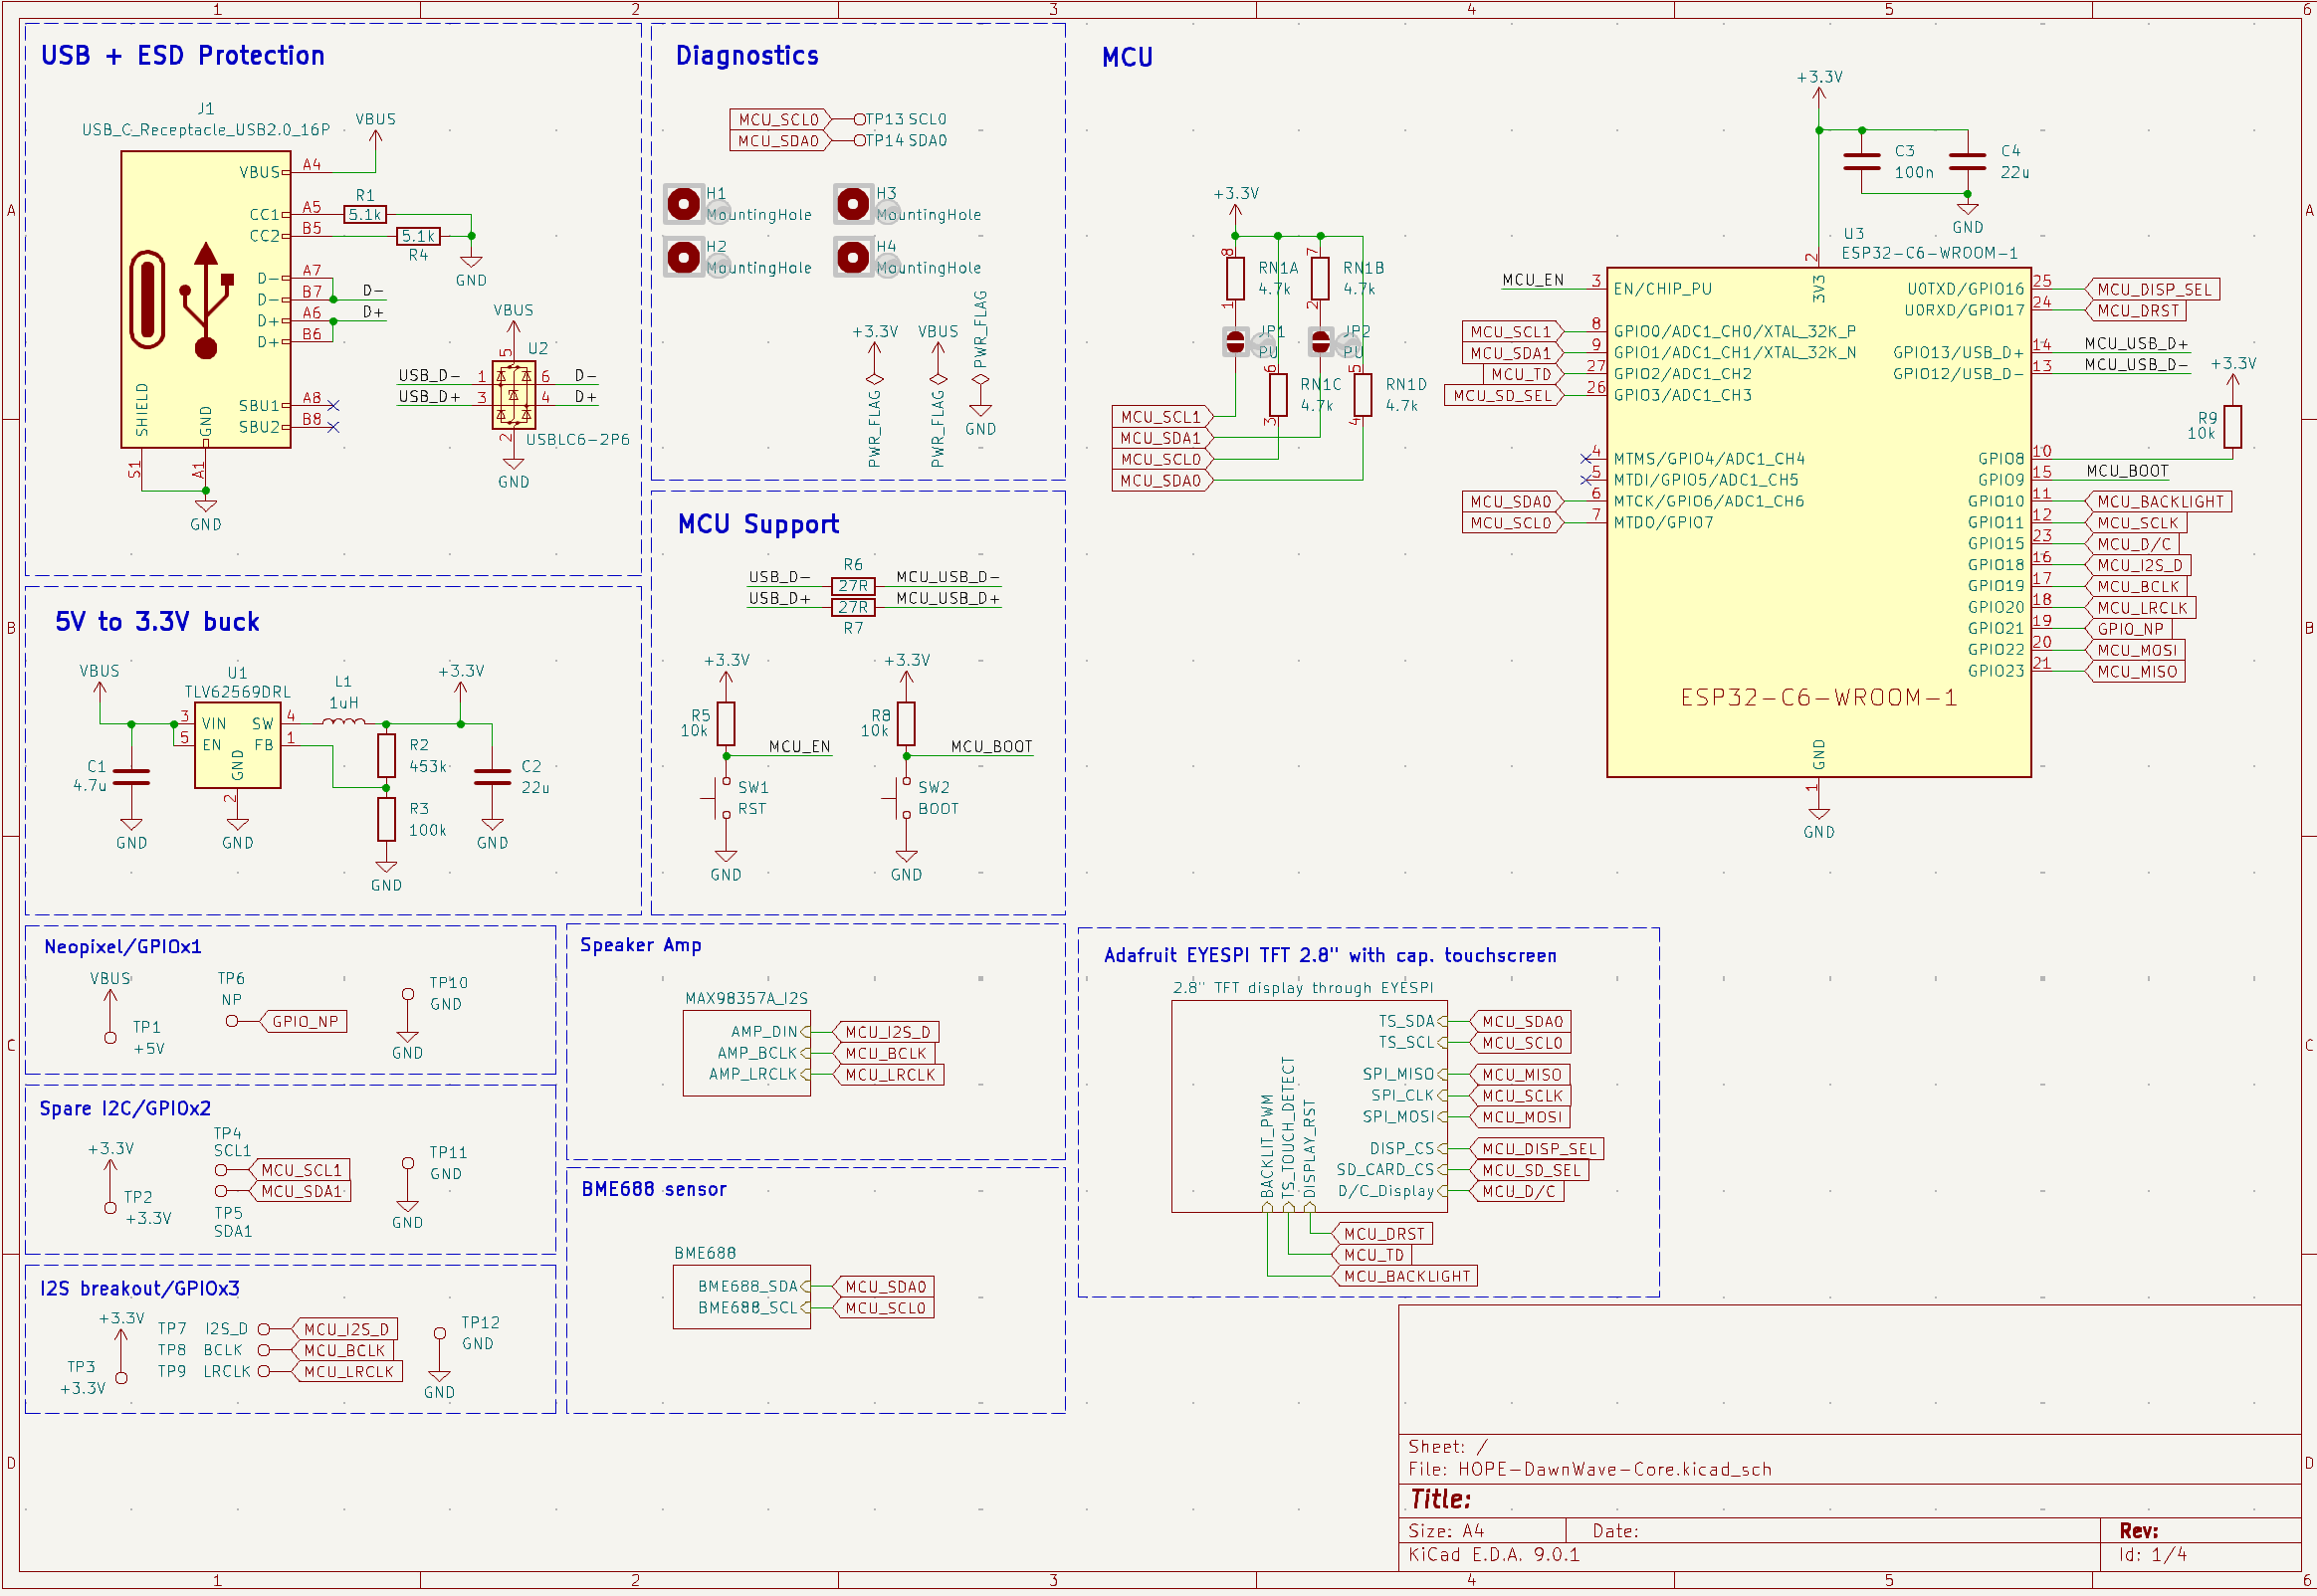 1 2 3 4 5 6
A B C D
USB + ESD Protection
J1
USB_C_Receptacle_USB2.0_16P
VBUS
VBUS A4
CC1 A5
R1
5.1k
CC2 B5
5.1k
R4
GND
D- A7
D- B7 D-
D+ A6 D+
D+ B6
SBU1 A8
SBU2 B8
SHIELD
GND
S1
A1
GND
VBUS
U2
5
USB_D- 1 6 D-
USB_D+ 3 4 D+
2
USBLC6-2P6
GND
Diagnostics
MCU_SCL0 TP13 SCL0
MCU_SDA0 TP14 SDA0
H1
MountingHole
H3
MountingHole
H2
MountingHole
H4
MountingHole
+3.3V
PWR_FLAG
VBUS
PWR_FLAG
PWR_FLAG
GND
MCU
+3.3V
C3
100n
C4
22u
GND
U3
ESP32-C6-WROOM-1
+3.3V
8
RN1A
4.7k
1
7
RN1B
4.7k
2
JP1
PU
JP2
PU
6
RN1C
4.7k
3
5
RN1D
4.7k
4
MCU_SCL1
MCU_SDA1
MCU_SCL0
MCU_SDA0
2
3V3
MCU_EN 3 EN/CHIP_PU
MCU_SCL1 8 GPIO0/ADC1_CH0/XTAL_32K_P
MCU_SDA1 9 GPIO1/ADC1_CH1/XTAL_32K_N
MCU_TD 27 GPIO2/ADC1_CH2
MCU_SD_SEL 26 GPIO3/ADC1_CH3
4 MTMS/GPIO4/ADC1_CH4
5 MTDI/GPIO5/ADC1_CH5
MCU_SDA0 6 MTCK/GPIO6/ADC1_CH6
MCU_SCL0 7 MTDO/GPIO7
U0TXD/GPIO16 25 MCU_DISP_SEL
U0RXD/GPIO17 24 MCU_DRST
GPIO13/USB_D+ 14 MCU_USB_D+
GPIO12/USB_D- 13 MCU_USB_D-
+3.3V
R9
10k
GPIO8 10
GPIO9 15 MCU_BOOT
GPIO10 11 MCU_BACKLIGHT
GPIO11 12 MCU_SCLK
GPIO15 23 MCU_D/C
GPIO18 16 MCU_I2S_D
GPIO19 17 MCU_BCLK
GPIO20 18 MCU_LRCLK
GPIO21 19 GPIO_NP
GPIO22 20 MCU_MOSI
GPIO23 21 MCU_MISO
ESP32-C6-WROOM-1
GND
1
GND
MCU Support
R6
USB_D- 27R MCU_USB_D-
USB_D+ 27R MCU_USB_D+
R7
+3.3V
R5
10k
MCU_EN
SW1
RST
GND
+3.3V
R8
10k
MCU_BOOT
SW2
BOOT
GND
5V to 3.3V buck
VBUS
U1
TLV62569DRL
L1
1uH
+3.3V
3 VIN SW 4
5 EN FB 1
GND
2
C1
4.7u
R2
453k
R3
100k
C2
22u
GND
GND
GND
GND
Neopixel/GPIOx1
VBUS
TP1
+5V
TP6
NP
GPIO_NP
TP10
GND
GND
Spare I2C/GPIOx2
+3.3V
TP2
+3.3V
TP4
SCL1
MCU_SCL1
MCU_SDA1
TP5
SDA1
TP11
GND
GND
I2S breakout/GPIOx3
+3.3V
TP3
+3.3V
TP7 I2S_D MCU_I2S_D
TP8 BCLK MCU_BCLK
TP9 LRCLK MCU_LRCLK
TP12
GND
GND
Speaker Amp
MAX98357A_I2S
AMP_DIN MCU_I2S_D
AMP_BCLK MCU_BCLK
AMP_LRCLK MCU_LRCLK
BME688 sensor
BME688
BME688_SDA MCU_SDA0
BME688_SCL MCU_SCL0
Adafruit EYESPI TFT 2.8" with cap. touchscreen
2.8" TFT display through EYESPI
TS_SDA MCU_SDA0
TS_SCL MCU_SCL0
SPI_MISO MCU_MISO
SPI_CLK MCU_SCLK
SPI_MOSI MCU_MOSI
DISP_CS MCU_DISP_SEL
SD_CARD_CS MCU_SD_SEL
D/C_Display MCU_D/C
BACKLIT_PWM
TS_TOUCH_DETECT
DISPLAY_RST
MCU_DRST
MCU_TD
MCU_BACKLIGHT
Sheet: /
File: HOPE-DawnWave-Core.kicad_sch
Title:
Size: A4 Date: Rev:
KiCad E.D.A. 9.0.1 Id: 1/4
1 2 3 4 5 6
A B C D